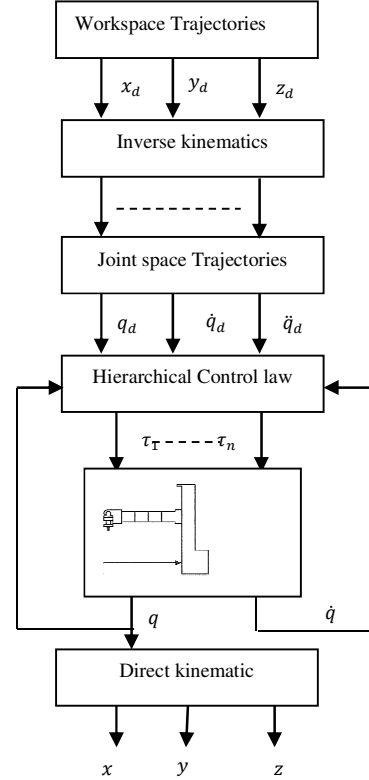 Workspace Trajectories
x_d y_d z_d
Inverse kinematics
Joint space Trajectories
q_d q̇_d q̈_d
Hierarchical Control law
τ_1 τ_n
q q̇
Direct kinematic
x y z